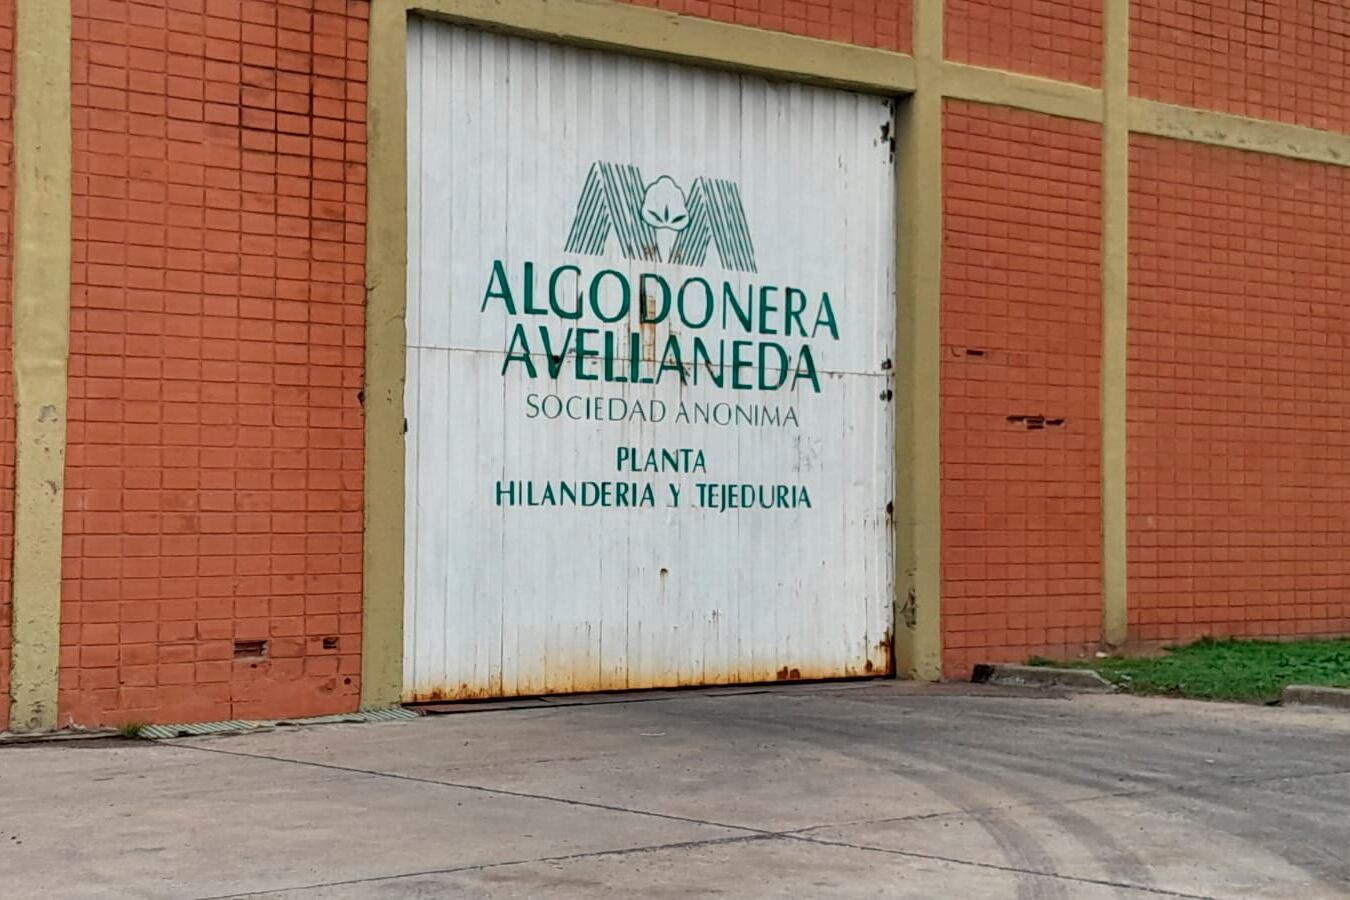 ALGODONERA
AVELLANEDA
SOCIEDAD ANONIMA
PLANTA
HILANDERIA Y TEJEDURIA